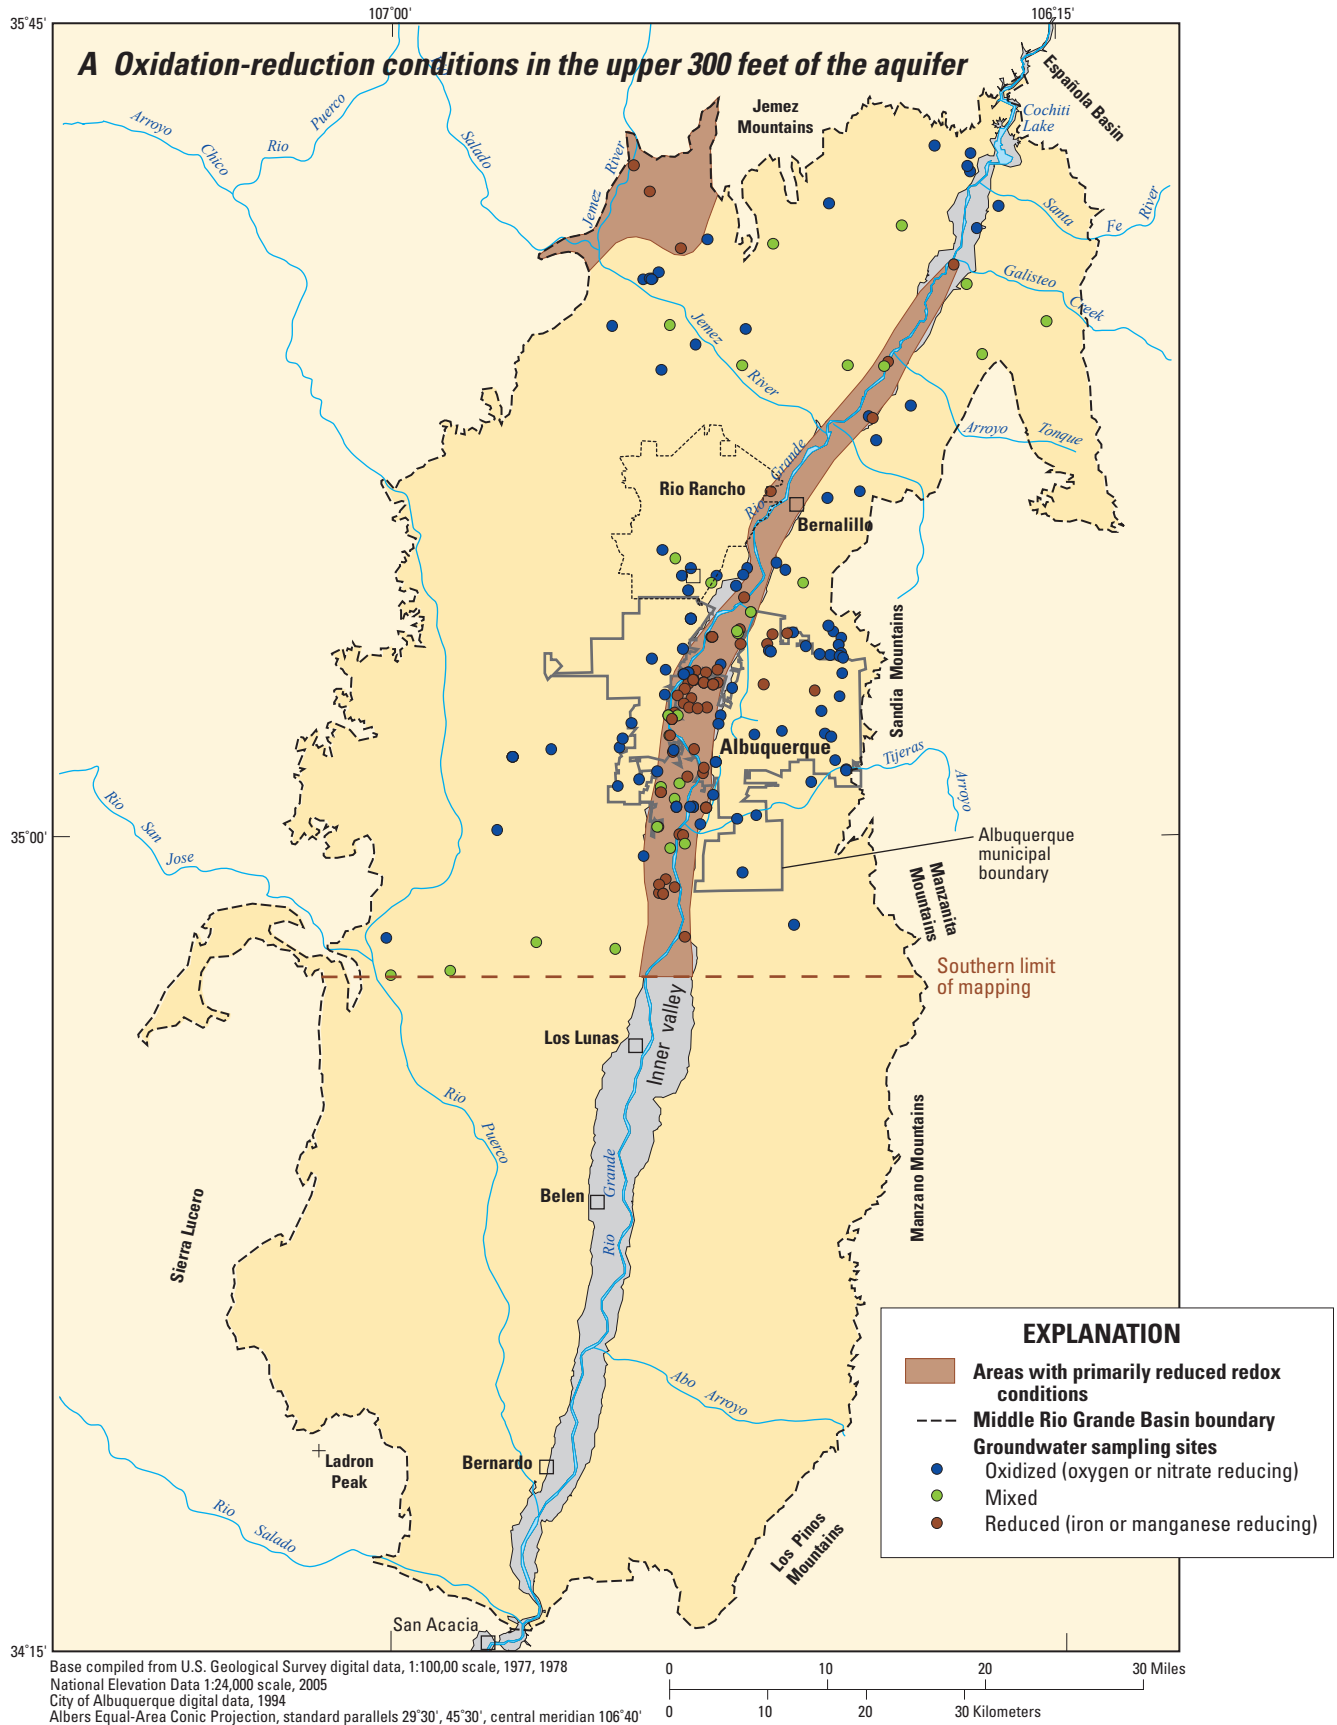 107°00'
106°15'
35°45'
A Oxidation-reduction conditions in the upper 300 feet of the aquifer
Española Basin
Jemez
Mountains
Cochiti
Lake
Arroyo
Chico
Rio
Puerco
Salado
Jemez
River
Santa
Fe
River
Galisteo
Creek
Jemez
River
Arroyo
Tonque
Rio
Grande
Rio Rancho
Bernalillo
Sandia Mountains
Albuquerque
Tijeras
Arroyo
Rio
San
Jose
35°00'
Albuquerque
municipal
boundary
Manzanita
Mountains
Southern limit
of mapping
Inner valley
Los Lunas
Rio
Puerco
Manzano Mountains
Belen
Rio
Grande
Sierra Lucero
Abo
Arroyo
Ladron
Peak
Bernardo
Rio
Salado
Los Pinos
Mountains
San Acacia
34°15'
EXPLANATION
Areas with primarily reduced redox
conditions
Middle Rio Grande Basin boundary
Groundwater sampling sites
Oxidized (oxygen or nitrate reducing)
Mixed
Reduced (iron or manganese reducing)
Base compiled from U.S. Geological Survey digital data, 1:100,00 scale, 1977, 1978
National Elevation Data 1:24,000 scale, 2005
City of Albuquerque digital data, 1994
Albers Equal-Area Conic Projection, standard parallels 29°30', 45°30', central meridian 106°40'
0 10 20 30 Miles
0 10 20 30 Kilometers